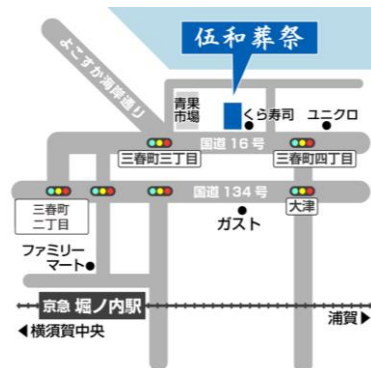 伍和葬祭
よこすか海岸通り
青果
市場
くら寿司
ユニクロ
国道16号
三春町三丁目
三春町四丁目
国道134号
三春町
二丁目
大津
ガスト
ファミリー
マート
京急 堀ノ内駅
浦賀▶
◀横須賀中央